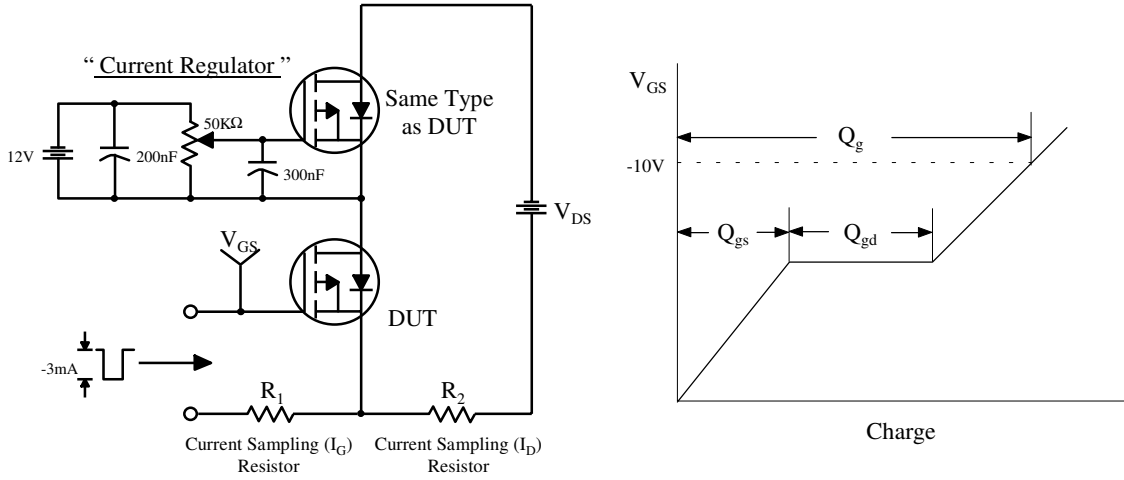 “ Current Regulator ”
50KΩ
12V
200nF
300nF
Same Type
as DUT
V_DS
V_GS
DUT
-3mA
R_1
R_2
Current Sampling (I_G)
Resistor
Current Sampling (I_D)
Resistor
V_GS
-10V
Q_g
Q_gs
Q_gd
Charge